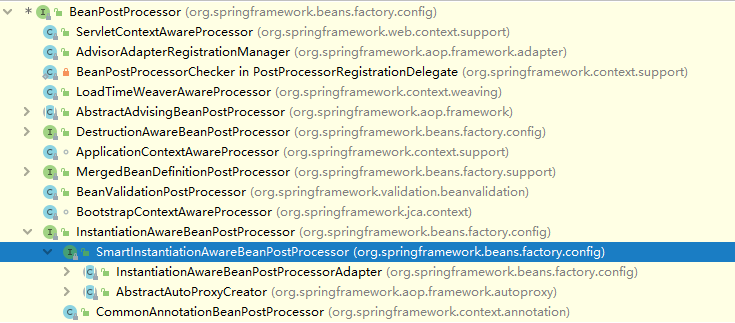 BeanPostProcessor (org.springframework.beans.factory.config)
ServletContextAwareProcessor (org.springframework.web.context.support)
AdvisorAdapterRegistrationManager (org.springframework.aop.framework.adapter)
BeanPostProcessorChecker in PostProcessorRegistrationDelegate (org.springframework.context.support)
LoadTimeWeaverAwareProcessor (org.springframework.context.weaving)
AbstractAdvisingBeanPostProcessor (org.springframework.aop.framework)
DestructionAwareBeanPostProcessor (org.springframework.beans.factory.config)
ApplicationContextAwareProcessor (org.springframework.context.support)
MergedBeanDefinitionPostProcessor (org.springframework.beans.factory.support)
BeanValidationPostProcessor (org.springframework.validation.beanvalidation)
BootstrapContextAwareProcessor (org.springframework.jca.context)
InstantiationAwareBeanPostProcessor (org.springframework.beans.factory.config)
SmartInstantiationAwareBeanPostProcessor (org.springframework.beans.factory.config)
InstantiationAwareBeanPostProcessorAdapter (org.springframework.beans.factory.config)
AbstractAutoProxyCreator (org.springframework.aop.framework.autoproxy)
CommonAnnotationBeanPostProcessor (org.springframework.context.annotation)